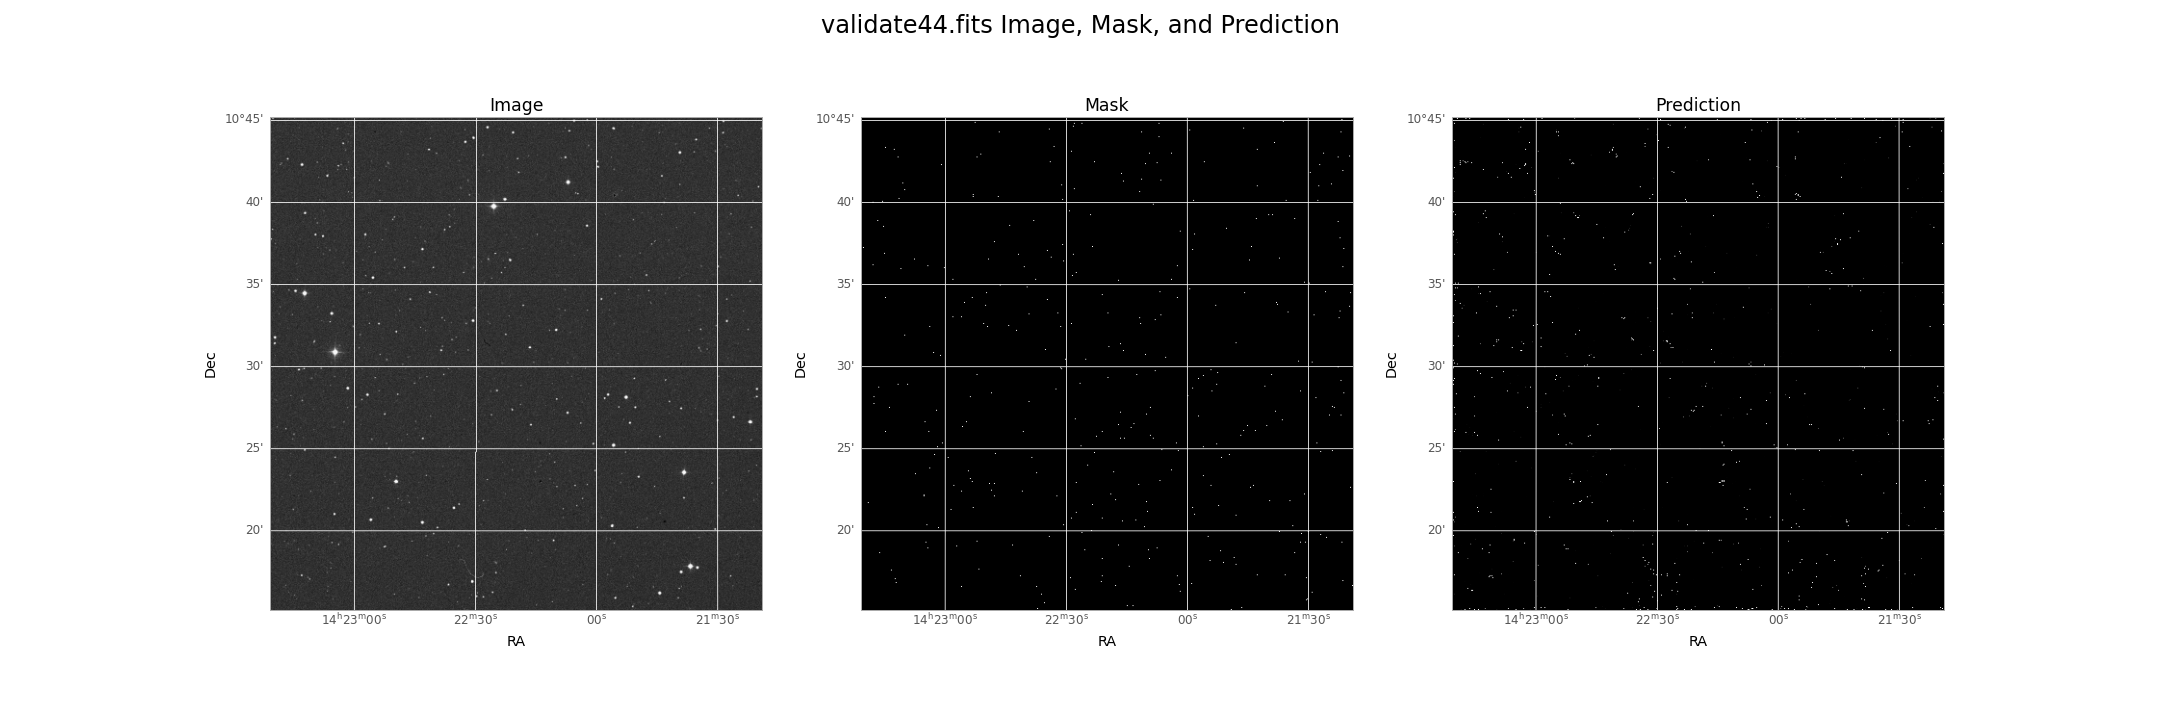 validate44.fits Image, Mask, and Prediction
Image
10°45'
40'
35'
30'
25'
20'
Dec
14ʰ23ᵐ00ˢ 22ᵐ30ˢ 00ˢ 21ᵐ30ˢ
RA
Mask
10°45'
40'
35'
30'
25'
20'
Dec
14ʰ23ᵐ00ˢ 22ᵐ30ˢ 00ˢ 21ᵐ30ˢ
RA
Prediction
10°45'
40'
35'
30'
25'
20'
Dec
14ʰ23ᵐ00ˢ 22ᵐ30ˢ 00ˢ 21ᵐ30ˢ
RA